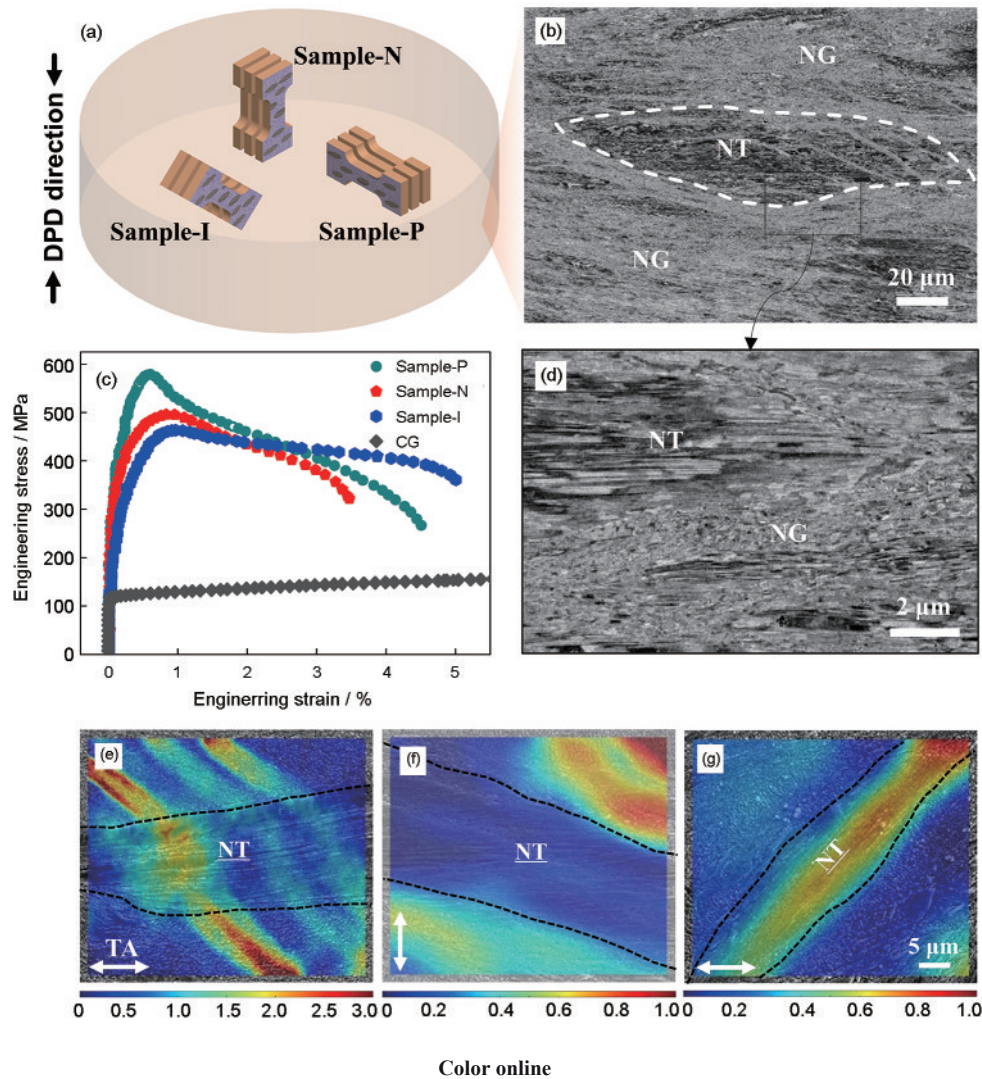 (a)
Sample-N
DPD direction
Sample-I
Sample-P
(b)
NG
NT
NG
20 μm
(c)
600
500
400
300
200
100
0
Engineering stress / MPa
Sample-P
Sample-N
Sample-I
CG
0 1 2 3 4 5
Enginerring strain / %
(d)
NT
NG
2 μm
(e)
NT
TA
0 0.5 1.0 1.5 2.0 2.5 3.0
(f)
NT
0 0.2 0.4 0.6 0.8 1.0
(g)
NT
5 μm
0 0.2 0.4 0.6 0.8 1.0
Color online